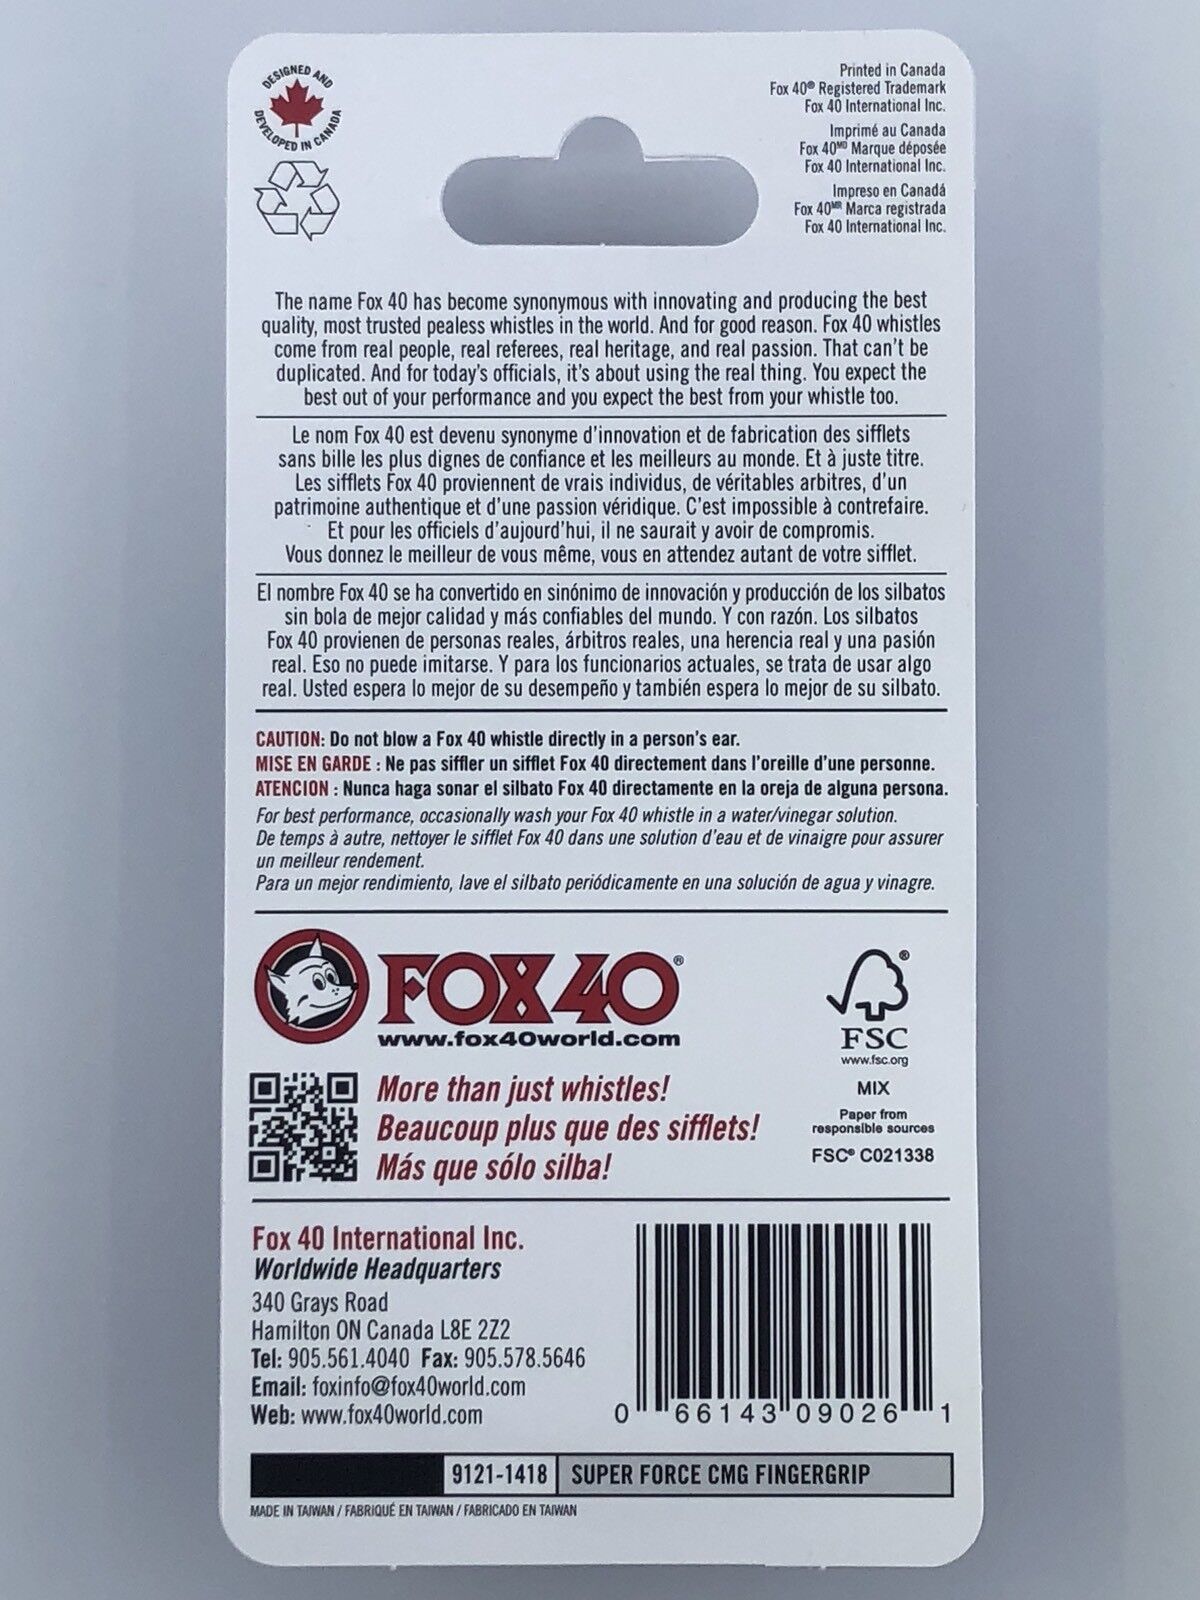 DESIGNED AND
DEVELOPED IN CANADA
Printed in Canada
Fox 40® Registered Trademark
Fox 40 International Inc.
Imprimé au Canada
Fox 40ᴹᴰ Marque déposée
Fox 40 International Inc.
Impreso en Canadá
Fox 40ᴹᴿ Marca registrada
Fox 40 International Inc.
The name Fox 40 has become synonymous with innovating and producing the best
quality, most trusted pealess whistles in the world. And for good reason. Fox 40 whistles
come from real people, real referees, real heritage, and real passion. That can't be
duplicated. And for today's officials, it's about using the real thing. You expect the
best out of your performance and you expect the best from your whistle too.
Le nom Fox 40 est devenu synonyme d'innovation et de fabrication des sifflets
sans bille les plus dignes de confiance et les meilleurs au monde. Et à juste titre.
Les sifflets Fox 40 proviennent de vrais individus, de véritables arbitres, d'un
patrimoine authentique et d'une passion véridique. C'est impossible à contrefaire.
Et pour les officiels d'aujourd'hui, il ne saurait y avoir de compromis.
Vous donnez le meilleur de vous même, vous en attendez autant de votre sifflet.
El nombre Fox 40 se ha convertido en sinónimo de innovación y producción de los silbatos
sin bola de mejor calidad y más confiables del mundo. Y con razón. Los silbatos
Fox 40 provienen de personas reales, árbitros reales, una herencia real y una pasión
real. Eso no puede imitarse. Y para los funcionarios actuales, se trata de usar algo
real. Usted espera lo mejor de su desempeño y también espera lo mejor de su silbato.
CAUTION: Do not blow a Fox 40 whistle directly in a person's ear.
MISE EN GARDE : Ne pas siffler un sifflet Fox 40 directement dans l'oreille d'une personne.
ATENCION : Nunca haga sonar el silbato Fox 40 directamente en la oreja de alguna persona.
For best performance, occasionally wash your Fox 40 whistle in a water/vinegar solution.
De temps à autre, nettoyer le sifflet Fox 40 dans une solution d'eau et de vinaigre pour assurer
un meilleur rendement.
Para un mejor rendimiento, lave el silbato periódicamente en una solución de agua y vinagre.
FOX 40®
www.fox40world.com
More than just whistles!
Beaucoup plus que des sifflets!
Más que sólo silba!
®
FSC
www.fsc.org
MIX
Paper from
responsible sources
FSC® C021338
Fox 40 International Inc.
Worldwide Headquarters
340 Grays Road
Hamilton ON Canada L8E 2Z2
Tel: 905.561.4040 Fax: 905.578.5646
Email: foxinfo@fox40world.com
Web: www.fox40world.com
0 66143 09026 1
9121-1418 SUPER FORCE CMG FINGERGRIP
MADE IN TAIWAN / FABRIQUÉ EN TAIWAN / FABRICADO EN TAIWAN